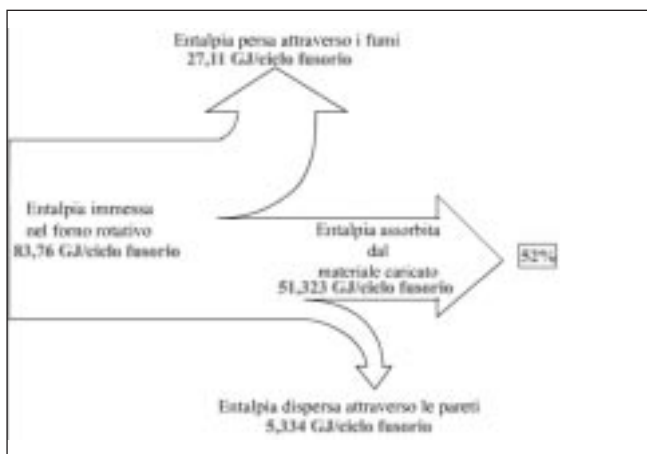 Entalpia persa attraverso i fumi
27,11 GJ/ciclo fusorio
Entalpia immessa
nel forno rotativo
83,76 GJ/ciclo fusorio
Entalpia assorbita
dal
materiale caricato
51,323 GJ/ciclo fusorio
52%
Entalpia dispersa attraverso le pareti
5,334 GJ/ciclo fusorio